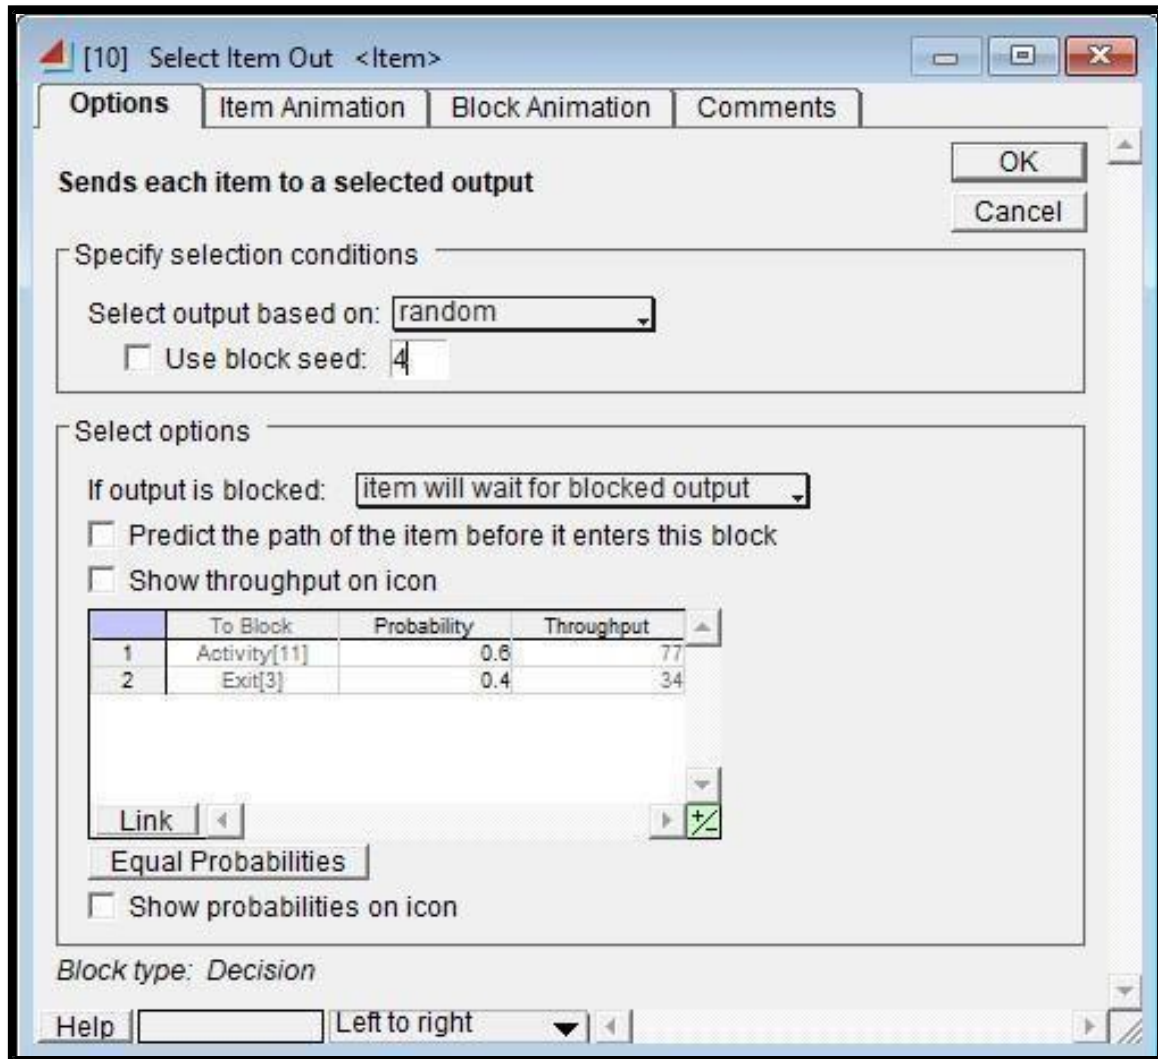 [10] Select Item Out <Item>
Options Item Animation Block Animation Comments
OK
Sends each item to a selected output
Cancel
Specify selection conditions
Select output based on: random
Use block seed: 4
Select options
If output is blocked: item will wait for blocked output
Predict the path of the item before it enters this block
Show throughput on icon
To Block Probability Throughput
1 Activity[11] 0.6 77
2 Exit[3] 0.4 34
Link
+/-
Equal Probabilities
Show probabilities on icon
Block type: Decision
Help Left to right